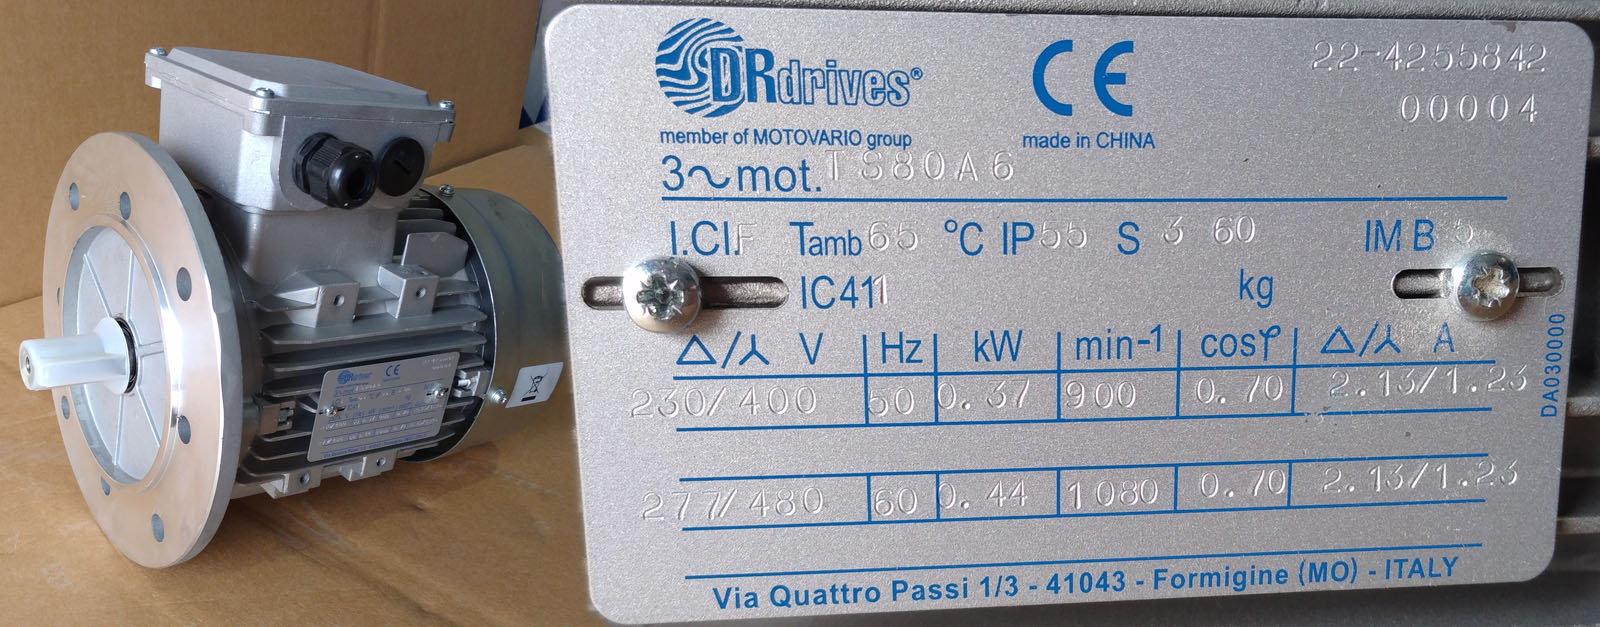 DRdrives®
member of MOTOVARIO group
CE
made in CHINA
22-4255842
00004
3~mot. TS80A6
I.Cl. F Tamb 65 °C IP 55 S 3 60 IM B 5
IC411 kg
△/⅄ V Hz kW min-1 cosφ △/⅄ A
230/400 50 0.37 900 0.70 2.13/1.23
277/480 60 0.44 1080 0.70 2.13/1.23
DA030000
Via Quattro Passi 1/3 - 41043 - Formigine (MO) - ITALY